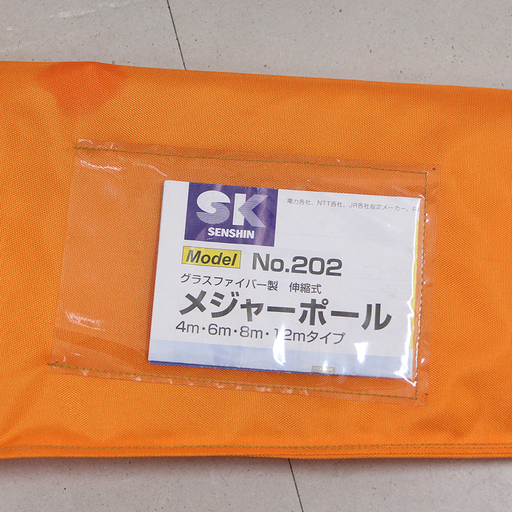 SK
SENSHIN
電力各社、NTT各社、JR各社指定メーカー、
Model No.202
グラスファイバー製 伸縮式
メジャーポール
4m・6m・8m・12mタイプ